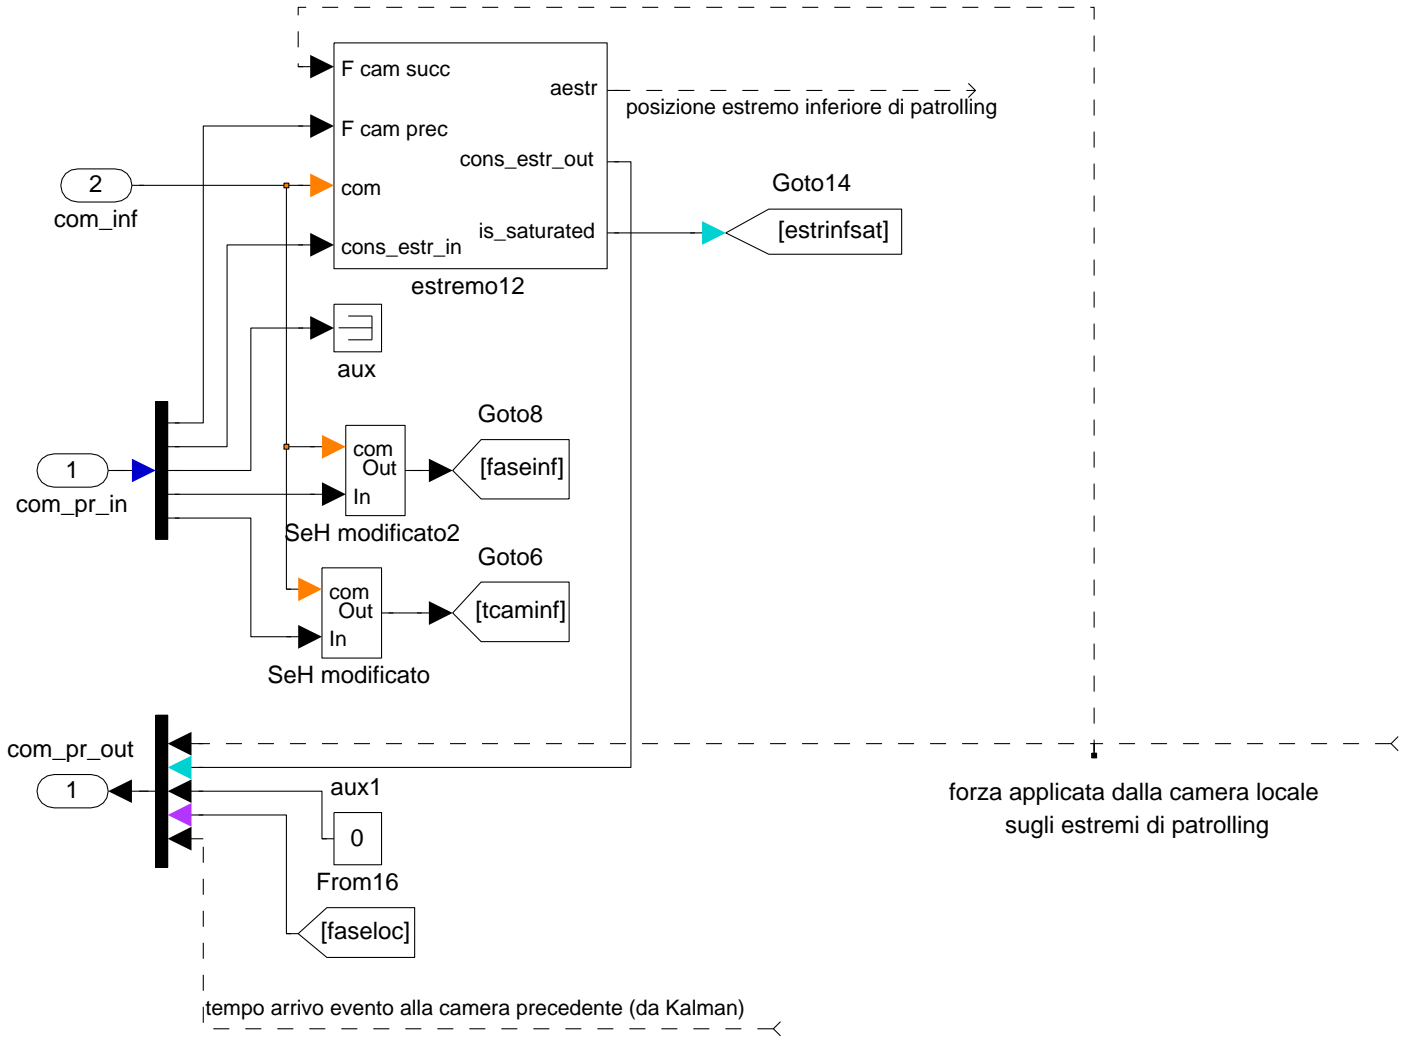 F cam succ
aestr
posizione estremo inferiore di patrolling
F cam prec
cons_estr_out
2
com
com_inf
Goto14
is_saturated
[estrinfsat]
cons_estr_in
estremo12
aux
Goto8
com
Out
[faseinf]
1
In
com_pr_in
SeH modificato2
Goto6
com
Out
[tcaminf]
In
SeH modificato
com_pr_out
1
aux1
forza applicata dalla camera locale
sugli estremi di patrolling
0
From16
[faseloc]
tempo arrivo evento alla camera precedente (da Kalman)